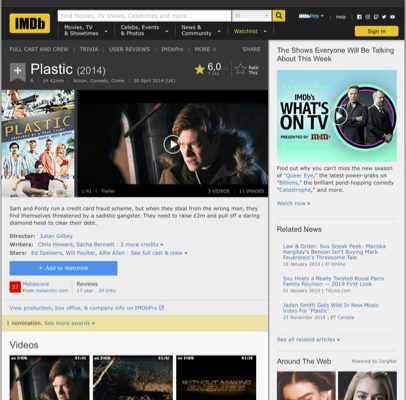 IMDb
Find Movies, TV shows, Celebrities and more...
All
IMDbPro
Help
Movies, TV & Showtimes
Celebs, Events & Photos
News & Community
Watchlist
Sign in
FULL CAST AND CREW | TRIVIA | USER REVIEWS | IMDbPro | MORE
SHARE
Plastic (2014)
6,0
Rate This
1h 42min | Action, Comedy, Crime | 30 April 2014 (UK)
PLASTIC
1:41 | Trailer
3 VIDEOS | 11 IMAGES
Sam and Fordy run a credit card fraud scheme, but when they steal from the wrong man, they
find themselves threatened by a sadistic gangster. They need to raise £2m and pull off a daring
diamond heist to clear their debt.
Director: Julian Gilbey
Writers: Chris Howard, Sacha Bennett | 2 more credits »
Stars: Ed Speleers, Will Poulter, Alfie Allen | See full cast & crew »
+ Add to Watchlist
32
Metascore
From metacritic.com
Reviews
17 user | 29 critic
View production, box office, & company info on IMDbPro
1 nomination. See more awards »
Videos
01:41
01:42
01:41
WITHOUT MAKING
ENEMIES
The Shows Everyone Will Be Talking
About This Week
IMDb's
WHAT'S
ON TV
PRESENTED BY
Find out why you can't miss the new season
of "Queer Eye," the latest power-grabs on
"Billions," the brilliant pond-hopping comedy
"Catastrophe," and more.
Watch now »
Related News
Law & Order: Svu Sneak Peek: Mariska
Hargitay's Benson Isn't Buying Mark
Feuerstein's Threesome Tale
10 January 2019 | E! Online
Svu Hosts a Really Twisted Royal Pains
Family Reunion — 2019 First Look
01 January 2019 | TVLine.com
Jaden Smith Gets Wild In New Music
Video For 'Plastic'
23 November 2018 | ET Canada
See all related articles »
Around The Web
Powered by ZergNet